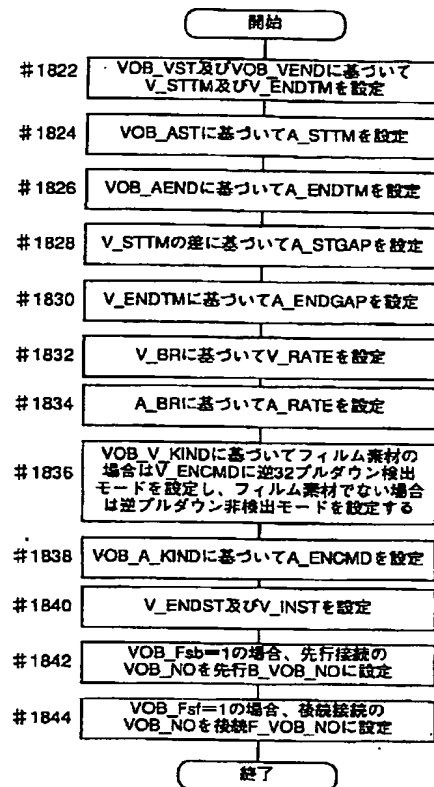 開始
#1822
VOB_VST及びVOB_VENDに基づいて
V_STTM及びV_ENDTMを設定
#1824
VOB_ASTに基づいてA_STTMを設定
#1826
VOB_AENDに基づいてA_ENDTMを設定
#1828
V_STTMの差に基づいてA_STGAPを設定
#1830
V_ENDTMに基づいてA_ENDGAPを設定
#1832
V_BRに基づいてV_RATEを設定
#1834
A_BRに基づいてA_RATEを設定
#1836
VOB_V_KINDに基づいてフィルム素材の
場合はV_ENCMDに逆32プルダウン検出
モードを設定し、フィルム素材でない場合
は逆プルダウン非検出モードを設定する
#1838
VOB_A_KINDに基づいてA_ENCMDを設定
#1840
V_ENDST及びV_INSTを設定
#1842
VOB_Fsb=1の場合、先行接続の
VOB_NOを先行B_VOB_NOに設定
#1844
VOB_Fsf=1の場合、後続接続の
VOB_NOを後続F_VOB_NOに設定
終了